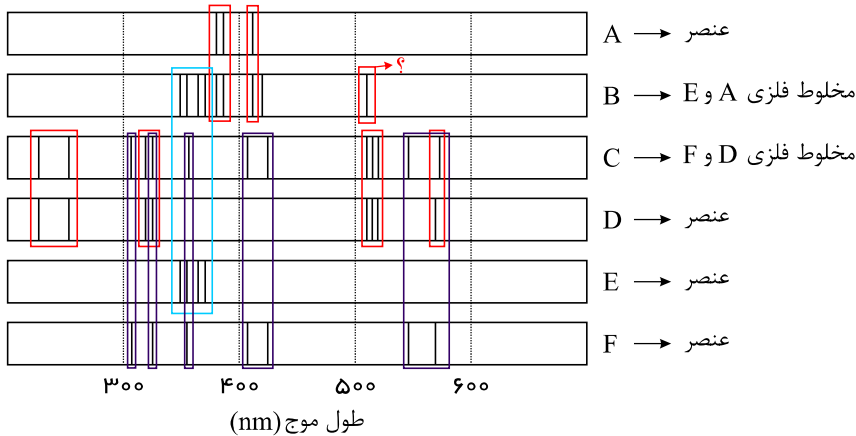 A → عنصر
؟
B → مخلوط فلزی A و E
C → مخلوط فلزی D و F
D → عنصر
E → عنصر
F → عنصر
۳۰۰ ۴۰۰ ۵۰۰ ۶۰۰
طول موج (nm)